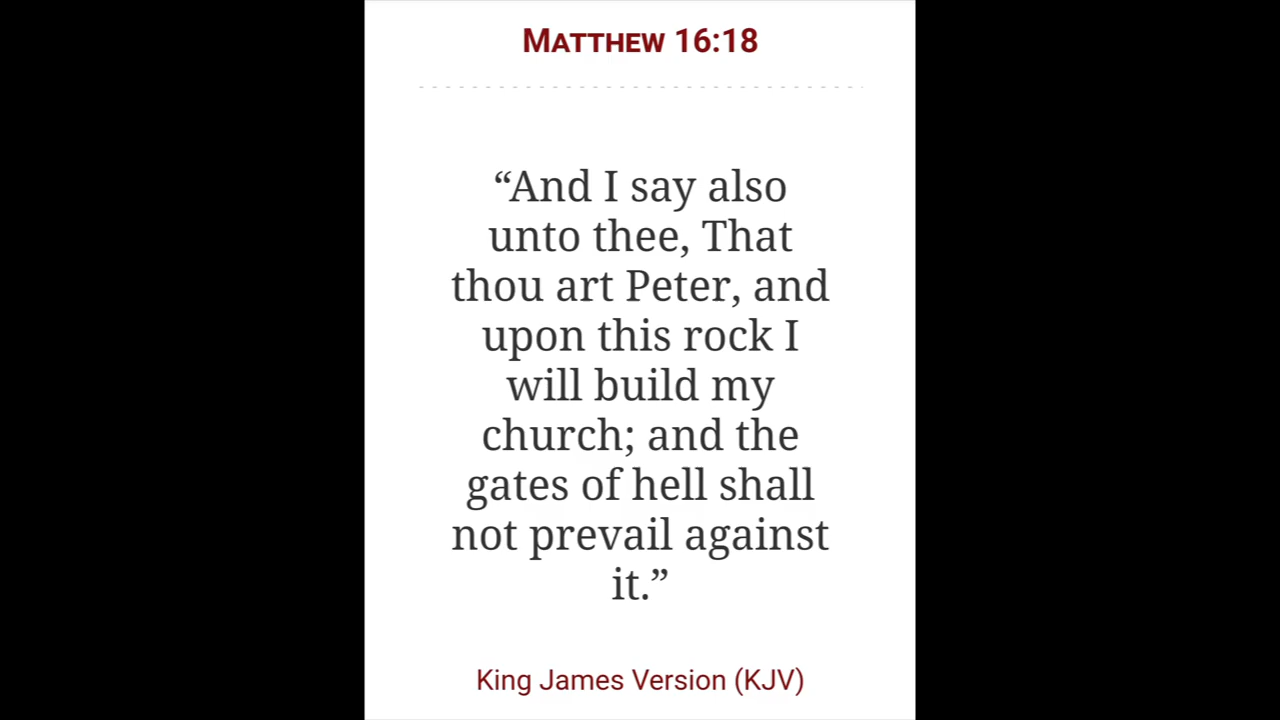 MATTHEW 16:18
“And I say also
unto thee, That
thou art Peter, and
upon this rock I
will build my
church; and the
gates of hell shall
not prevail against
it.”
King James Version (KJV)